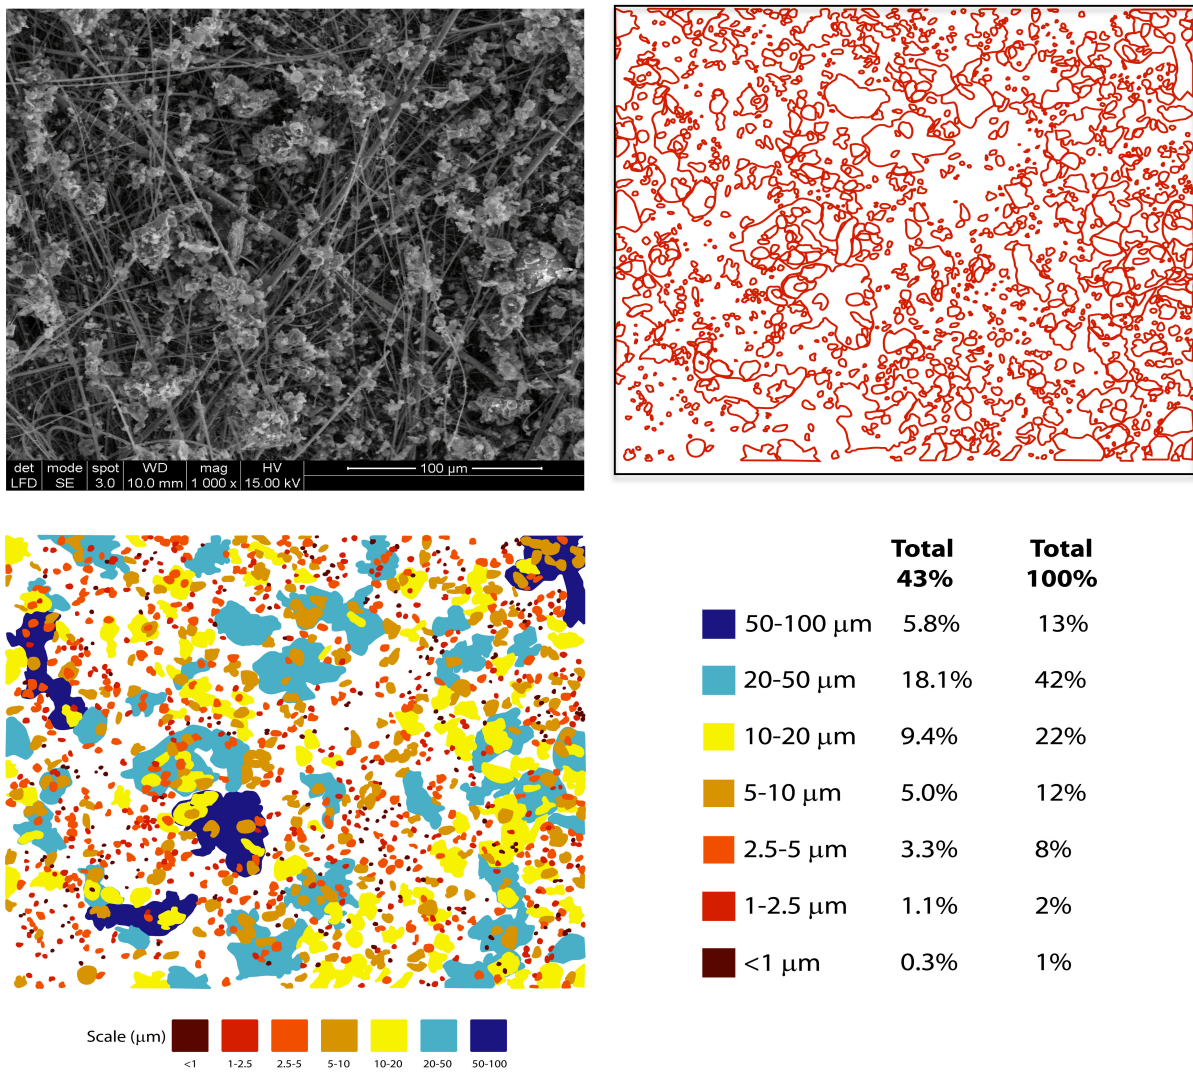 det mode spot WD mag HV 100 µm
LFD SE 3.0 10.0 mm 1 000 x 15.00 kV
Total Total
43% 100%
50-100 µm 5.8% 13%
20-50 µm 18.1% 42%
10-20 µm 9.4% 22%
5-10 µm 5.0% 12%
2.5-5 µm 3.3% 8%
1-2.5 µm 1.1% 2%
<1 µm 0.3% 1%
Scale (µm)
<1 1-2.5 2.5-5 5-10 10-20 20-50 50-100